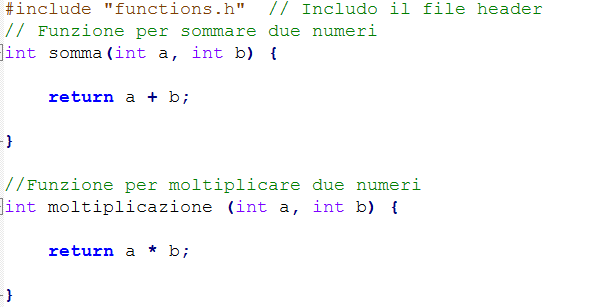 #include "functions.h"  // Includo il file header
// Funzione per sommare due numeri
int somma(int a, int b) {
    return a + b;
}
//Funzione per moltiplicare due numeri
int moltiplicazione (int a, int b) {
    return a * b;
}